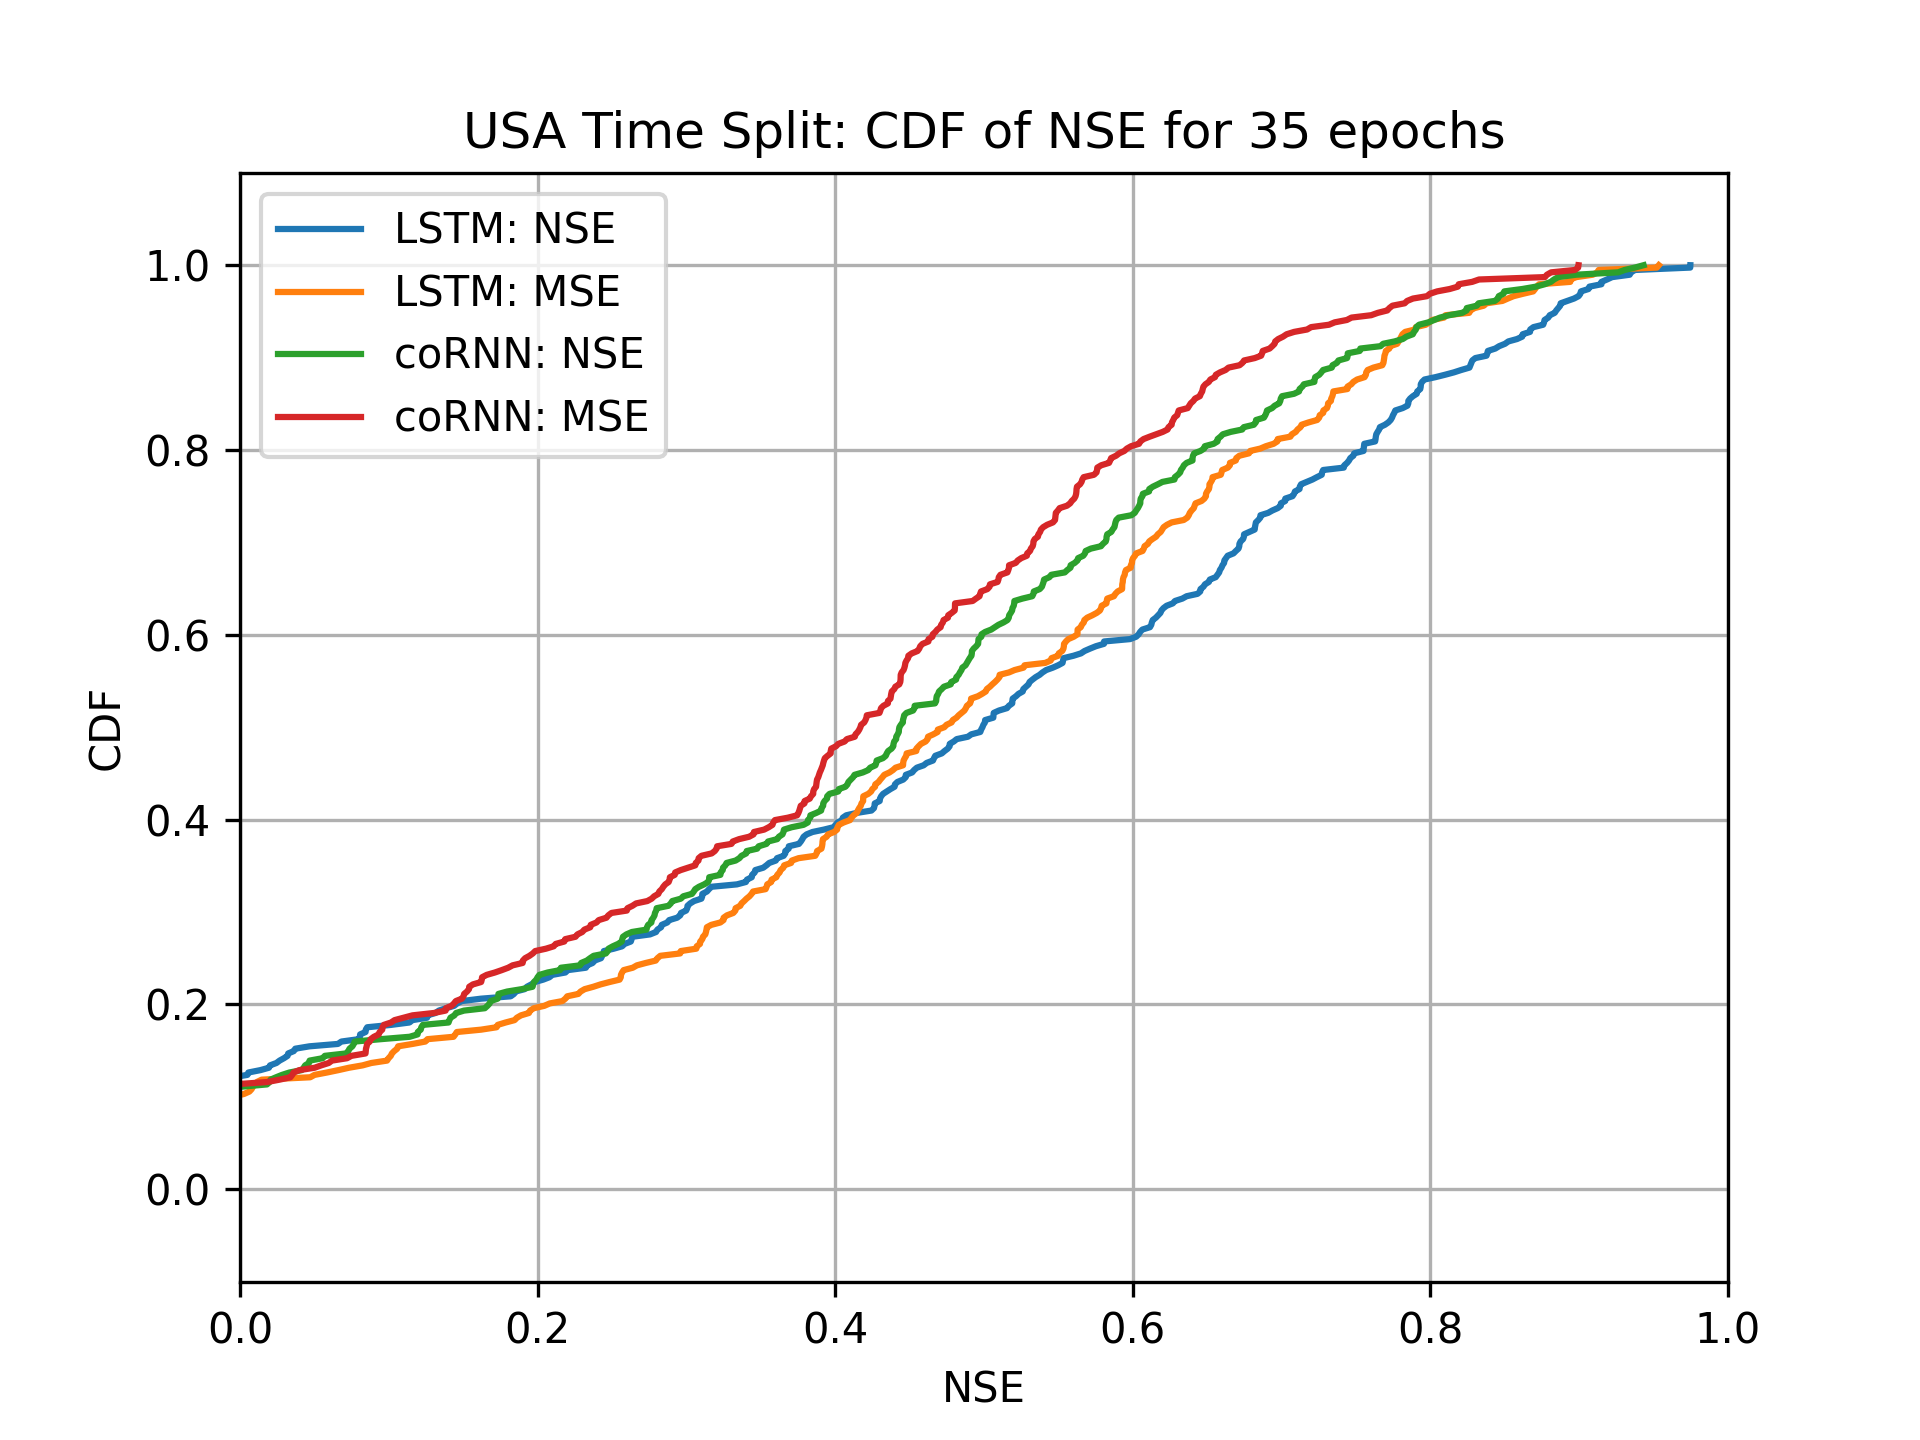 USA Time Split: CDF of NSE for 35 epochs
LSTM: NSE
LSTM: MSE
coRNN: NSE
coRNN: MSE
1.0
0.8
0.6
0.4
0.2
0.0
CDF
0.0 0.2 0.4 0.6 0.8 1.0
NSE